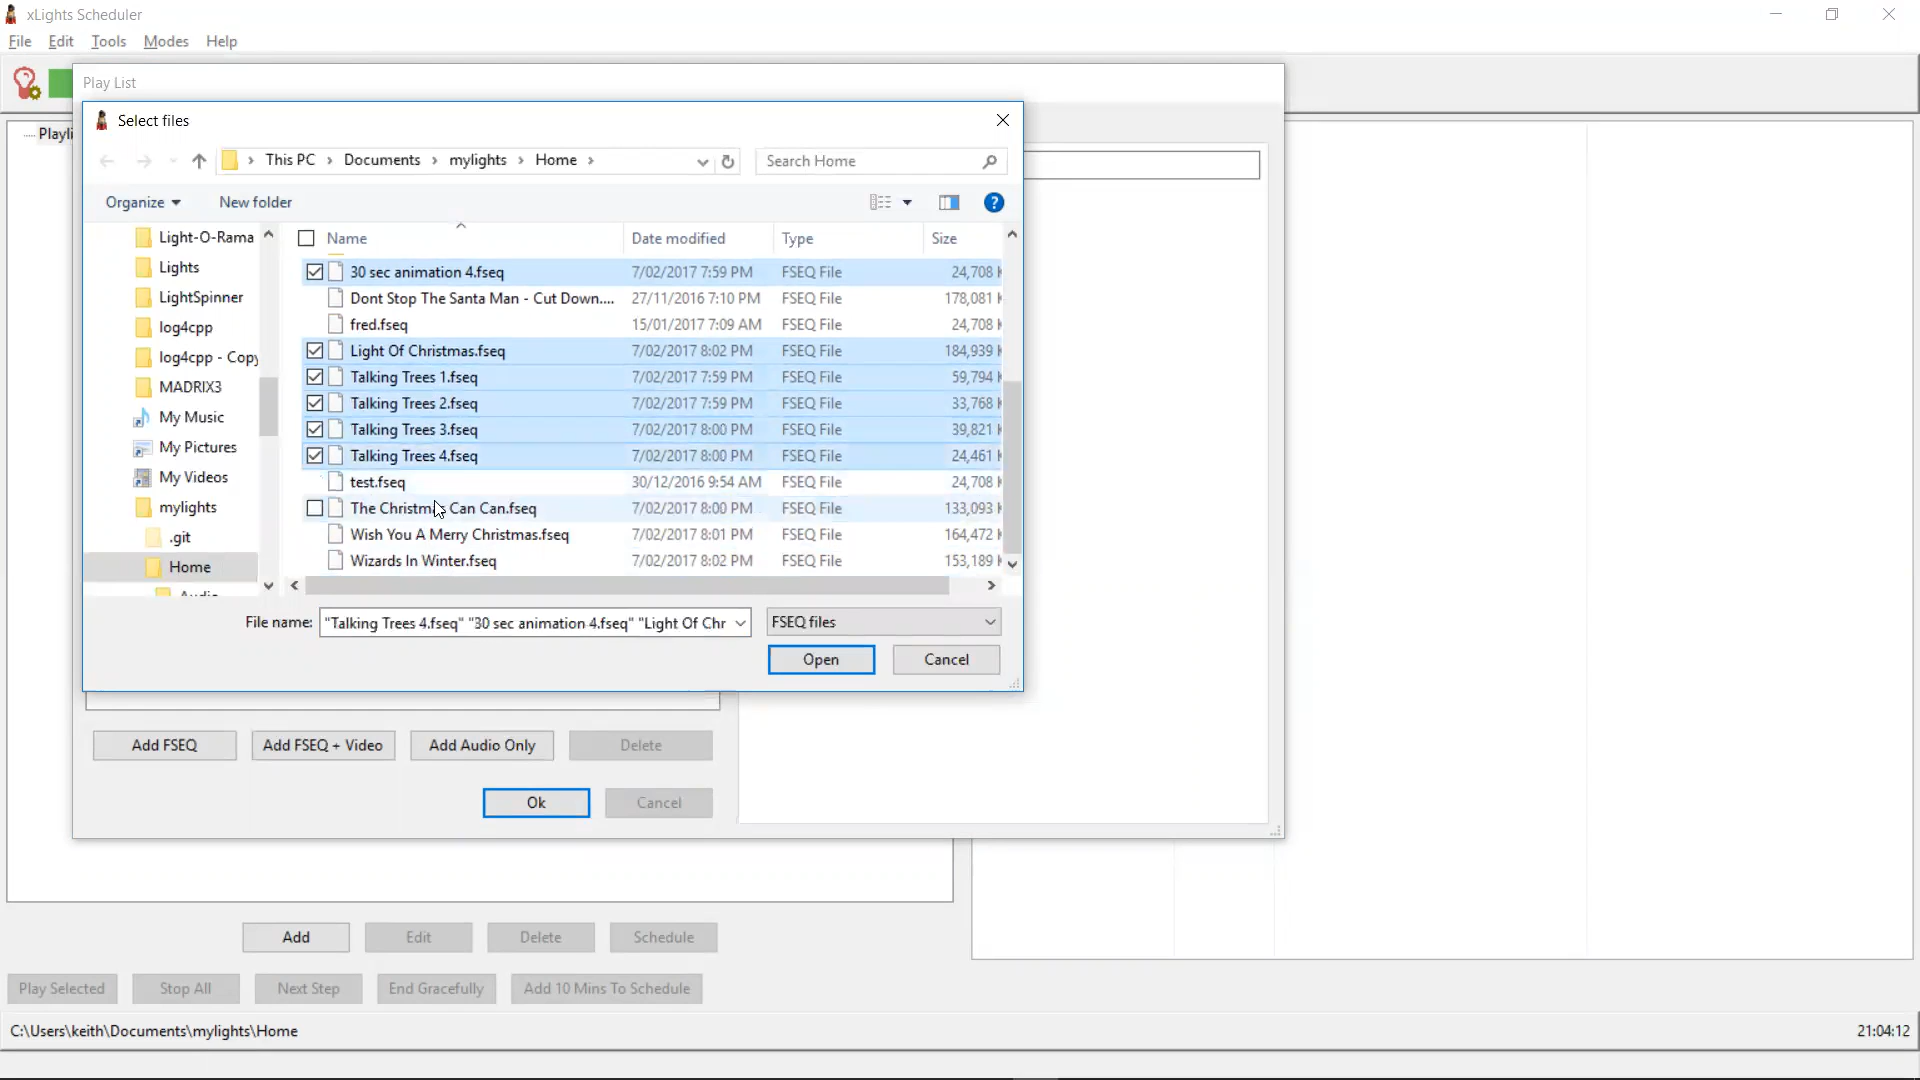 xLights Scheduler
File Edit Tools Modes Help
Play List
Select files
This PC Documents mylights Home
Search Home
Organize New folder
Name Date modified Type Size
Light-O-Rama
Lights
LightSpinner
log4cpp
log4cpp - Copy
MADRIX3
My Music
My Pictures
My Videos
mylights
.git
Home
30 sec animation 4.fseq 7/02/2017 7:59 PM FSEQ File 24,708
Dont Stop The Santa Man - Cut Down.... 27/11/2016 7:10 PM FSEQ File 178,081
fred.fseq 15/01/2017 7:09 AM FSEQ File 24,708
Light Of Christmas.fseq 7/02/2017 8:02 PM FSEQ File 184,939
Talking Trees 1.fseq 7/02/2017 7:59 PM FSEQ File 59,794
Talking Trees 2.fseq 7/02/2017 7:59 PM FSEQ File 33,768
Talking Trees 3.fseq 7/02/2017 8:00 PM FSEQ File 39,821
Talking Trees 4.fseq 7/02/2017 8:00 PM FSEQ File 24,461
test.fseq 30/12/2016 9:54 AM FSEQ File 24,708
The Christmas Can Can.fseq 7/02/2017 8:00 PM FSEQ File 133,093
Wish You A Merry Christmas.fseq 7/02/2017 8:01 PM FSEQ File 164,472
Wizards In Winter.fseq 7/02/2017 8:02 PM FSEQ File 153,189
File name: "Talking Trees 4.fseq" "30 sec animation 4.fseq" "Light Of Chr FSEQ files
Open Cancel
Add FSEQ Add FSEQ + Video Add Audio Only Delete
Ok Cancel
Add Edit Delete Schedule
Play Selected Stop All Next Step End Gracefully Add 10 Mins To Schedule
C:\Users\keith\Documents\mylights\Home 21:04:12